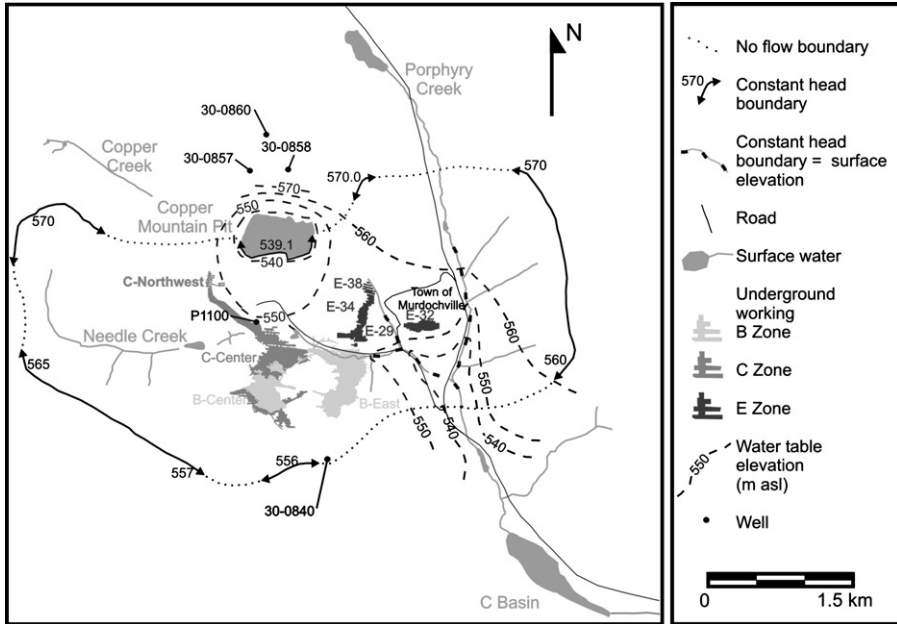 N
Porphyry
Creek
30-0860
30-0857
30-0858
Copper
Creek
570
570.0
570
Copper
Mountain Pit
550
560
570
539.1
540
C-Northwest
E-38
Town of
Murdochville
E-34
E-32
P1100
550
E-29
560
Needle Creek
C-Center
565
560
B-Center
B-East
550
550
540
540
557
556
30-0840
C Basin
No flow boundary
570
Constant head
boundary
Constant head
boundary = surface
elevation
Road
Surface water
Underground
working
B Zone
C Zone
E Zone
550
Water table
elevation
(m asl)
Well
0
1.5 km